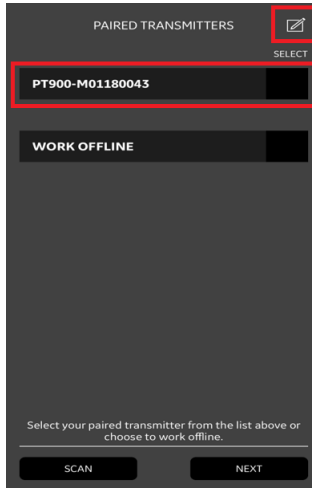 PAIRED TRANSMITTERS
SELECT
PT900-M01180043
WORK OFFLINE
Select your paired transmitter from the list above or
choose to work offline.
SCAN
NEXT